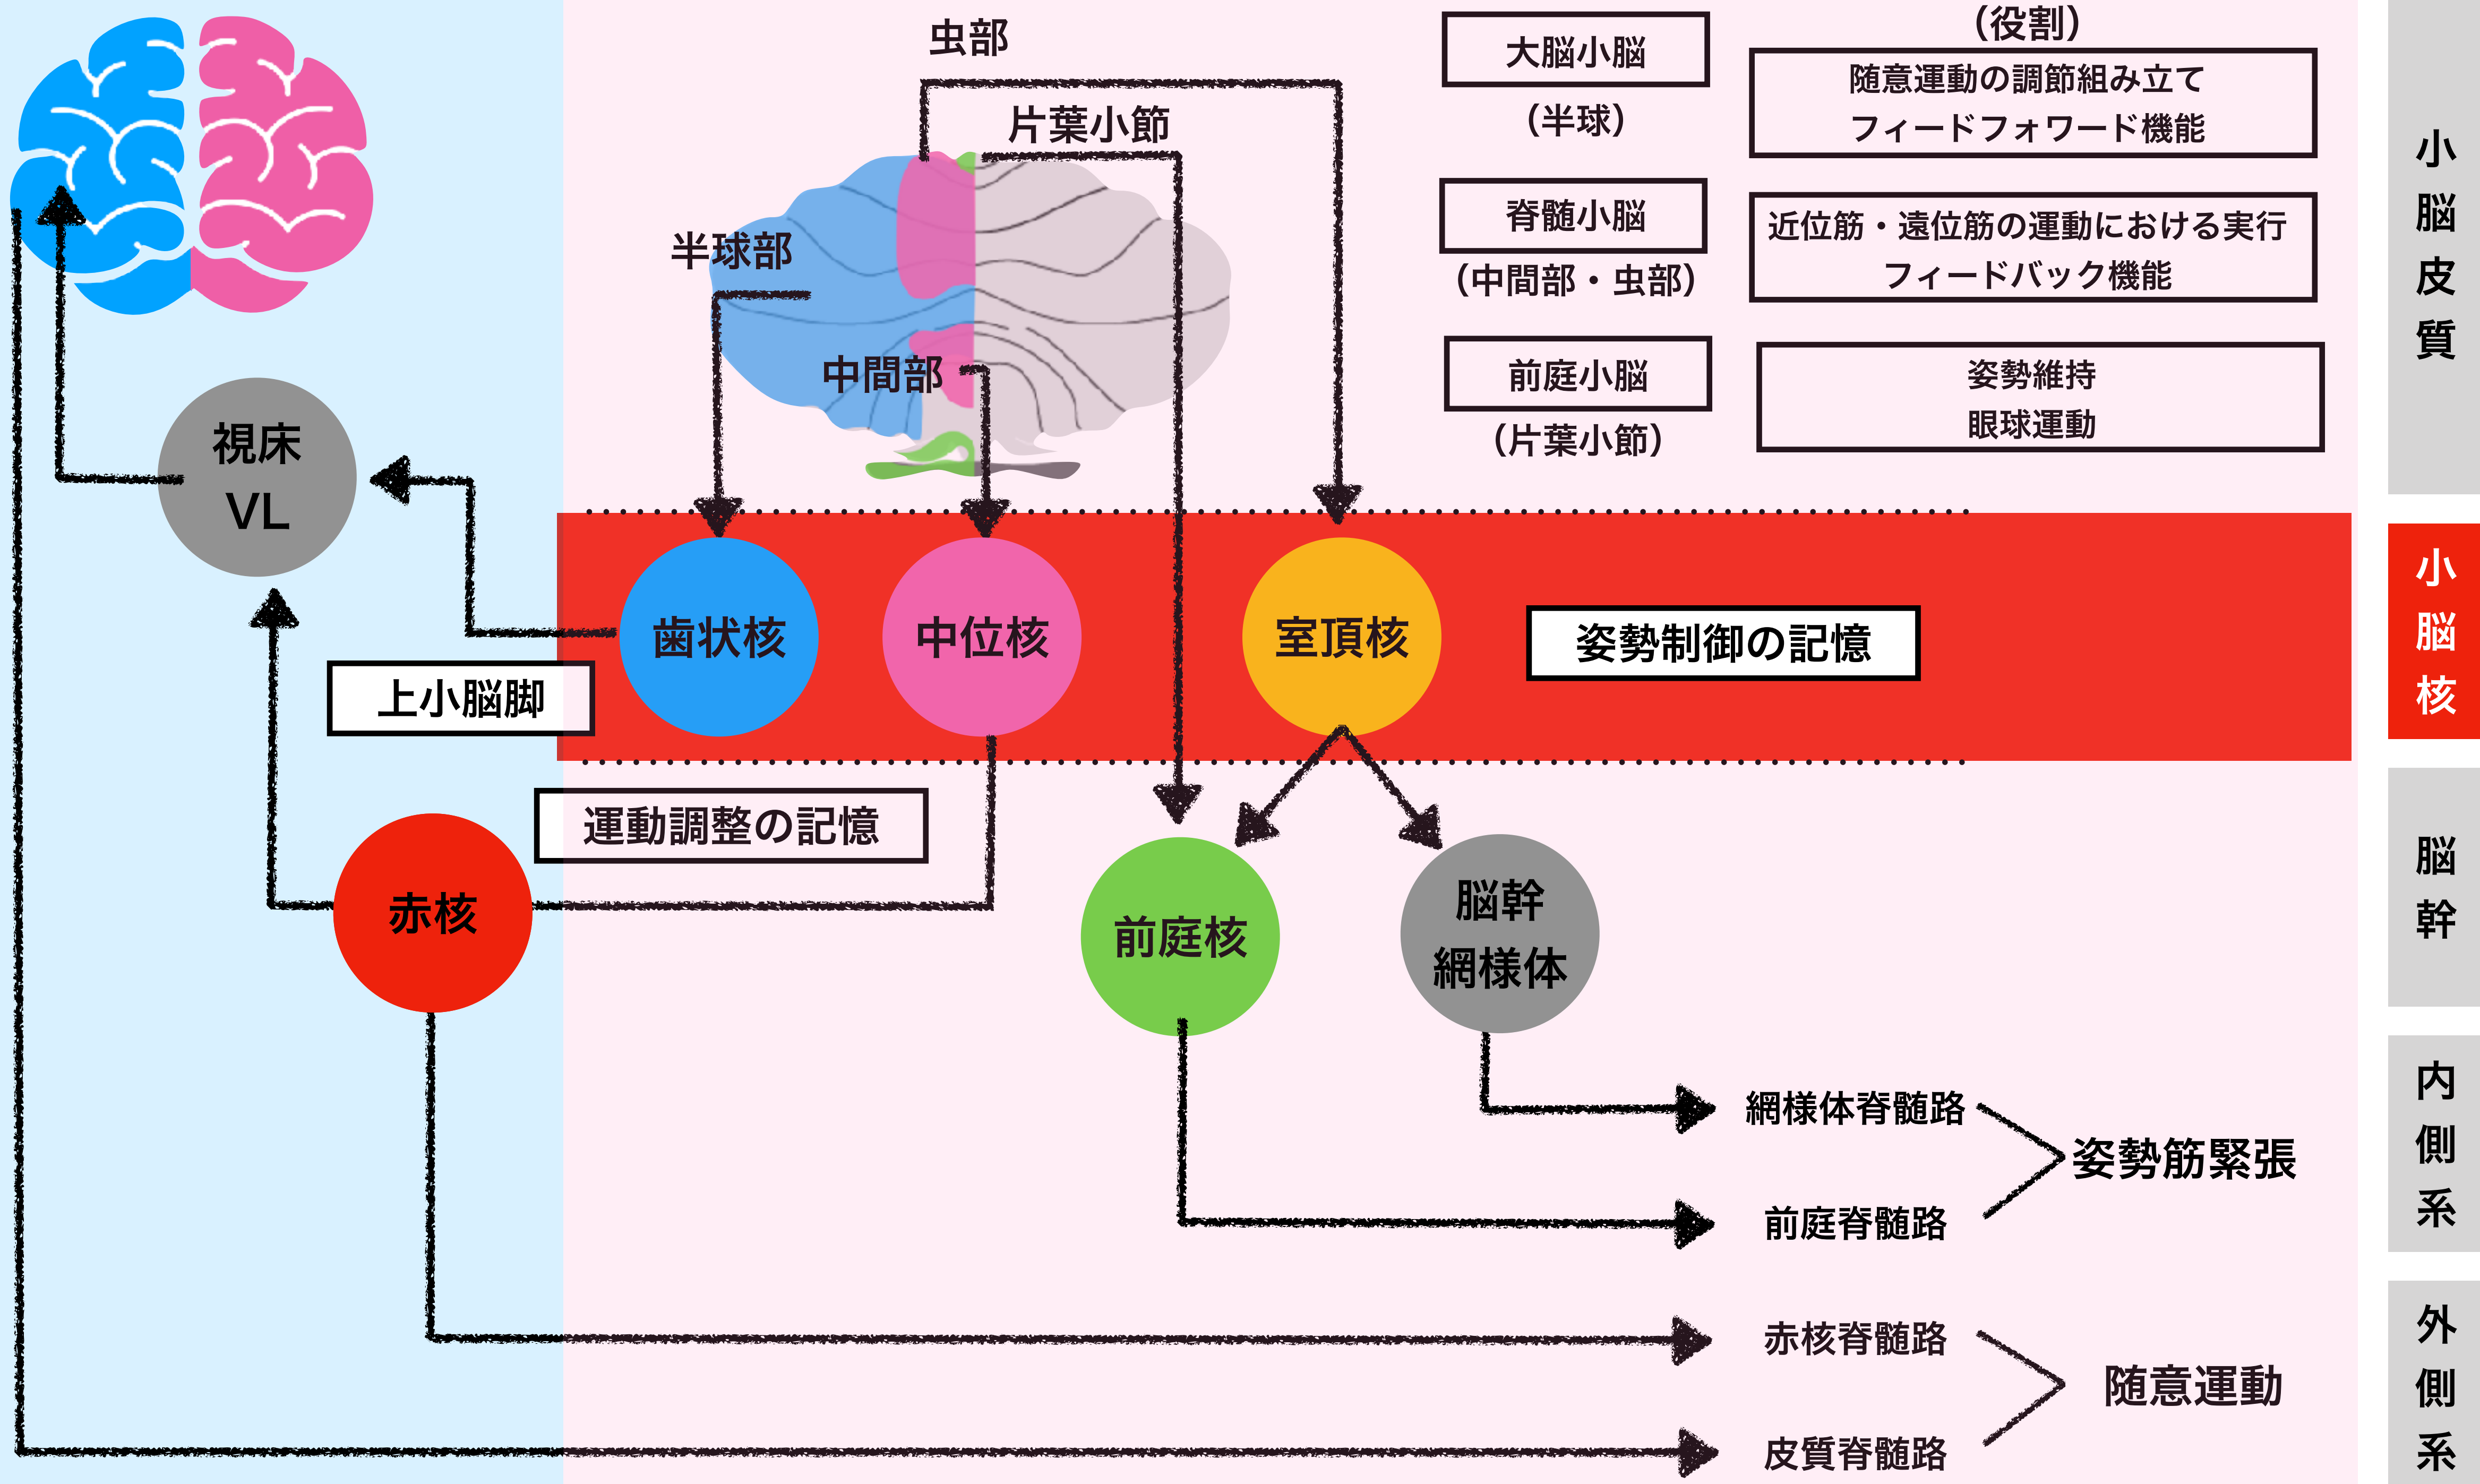 虫部
片葉小節
半球部
中間部
大脳小脳
（半球）
脊髄小脳
（中間部・虫部）
前庭小脳
（片葉小節）
（役割）
随意運動の調節組み立て
フィードフォワード機能
近位筋・遠位筋の運動における実行
フィードバック機能
姿勢維持
眼球運動
小脳皮質
視床
VL
歯状核
中位核
室頂核
姿勢制御の記憶
小脳核
上小脳脚
運動調整の記憶
赤核
前庭核
脳幹
網様体
脳幹
網様体脊髄路
前庭脊髄路
姿勢筋緊張
内側系
赤核脊髄路
皮質脊髄路
随意運動
外側系